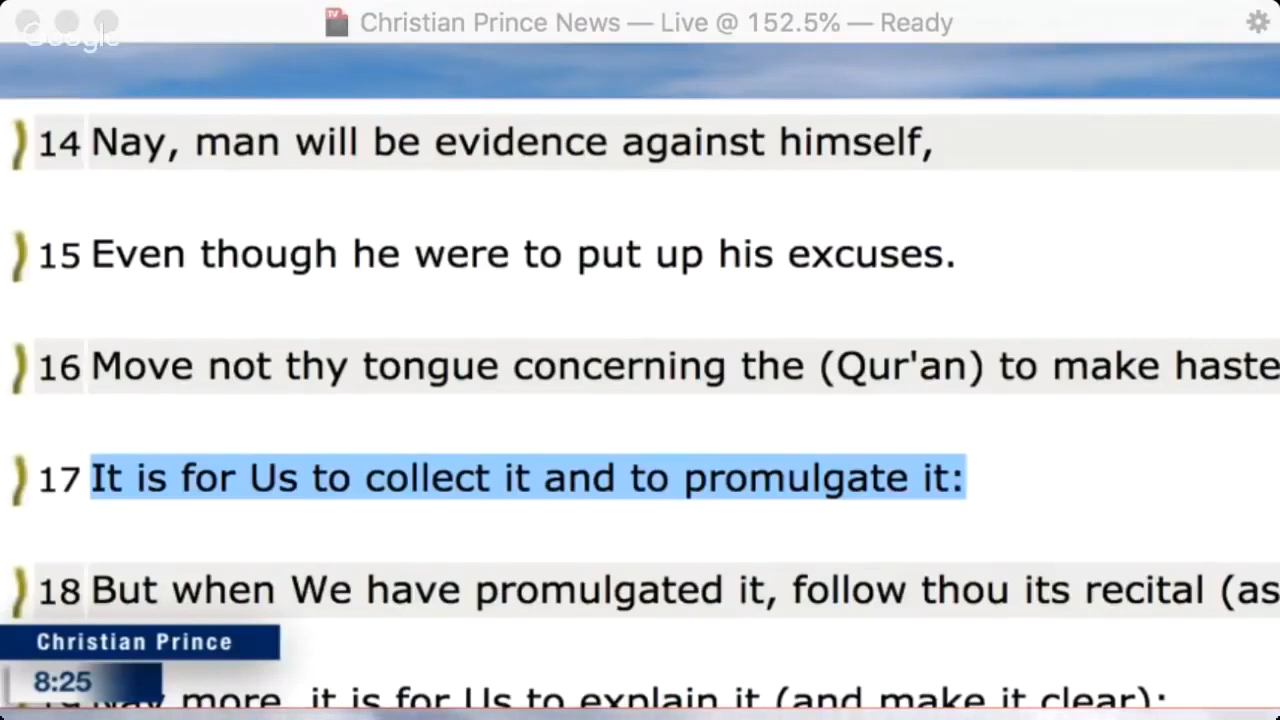 Google
Christian Prince News — Live @ 152.5% — Ready
14 Nay, man will be evidence against himself,
15 Even though he were to put up his excuses.
16 Move not thy tongue concerning the (Qur'an) to make haste
17 It is for Us to collect it and to promulgate it:
18 But when We have promulgated it, follow thou its recital (as
Christian Prince
8:25
19 Nay more, it is for Us to explain it (and make it clear):